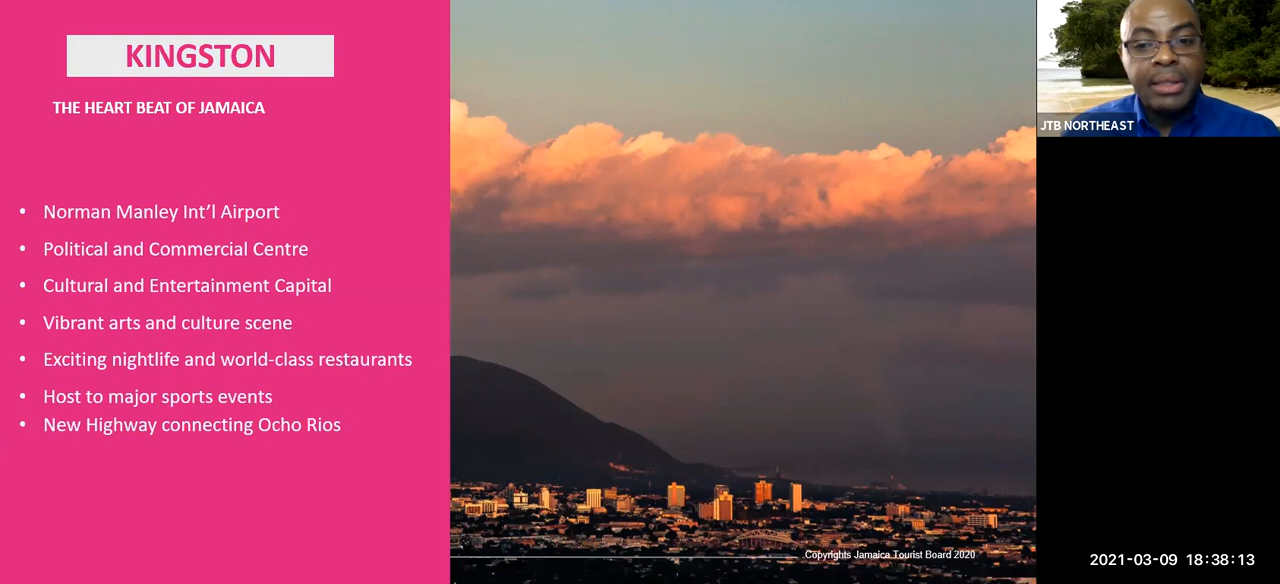 KINGSTON
THE HEART BEAT OF JAMAICA
• Norman Manley Int’l Airport
• Political and Commercial Centre
• Cultural and Entertainment Capital
• Vibrant arts and culture scene
• Exciting nightlife and world-class restaurants
• Host to major sports events
• New Highway connecting Ocho Rios
Copyrights Jamaica Tourist Board 2020
JTB NORTHEAST
2021-03-09 18:38:13